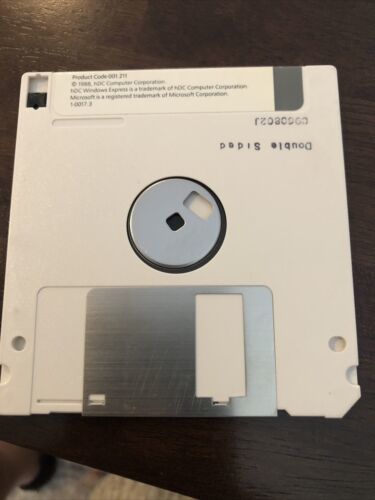 Product Code 001.211
© 1988, hDC Computer Corporation.
hDC Windows Express is a trademark of hDC Computer Corporation.
Microsoft is a registered trademark of Microsoft Corporation.
1-0017.3
Double Sided